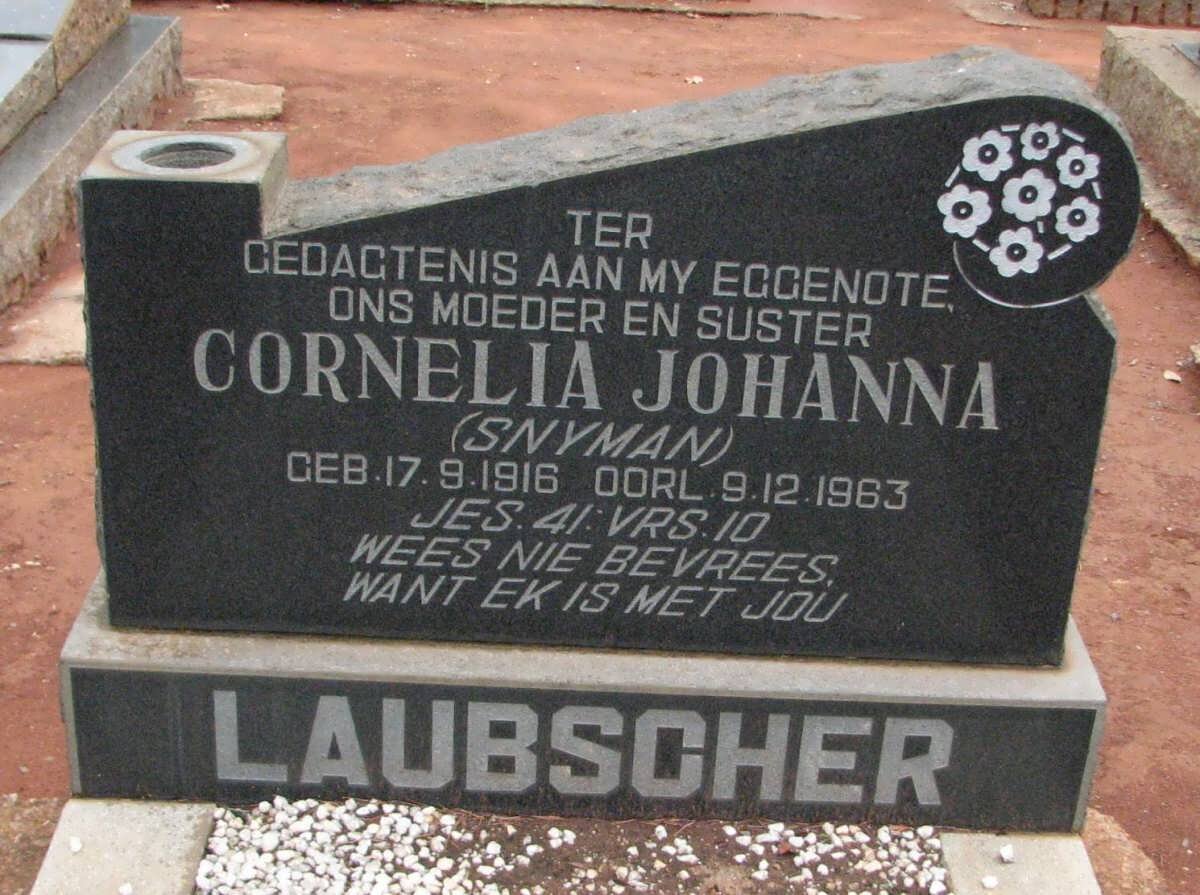 TER
GEDAGTENIS AAN MY EGGENOTE,
ONS MOEDER EN SUSTER
CORNELIA JOHANNA
(SNYMAN)
GEB. 17. 9. 1916 OORL. 9. 12. 1963
JES. 41: VRS. 10
WEES NIE BEVREES,
WANT EK IS MET JOU
LAUBSCHER